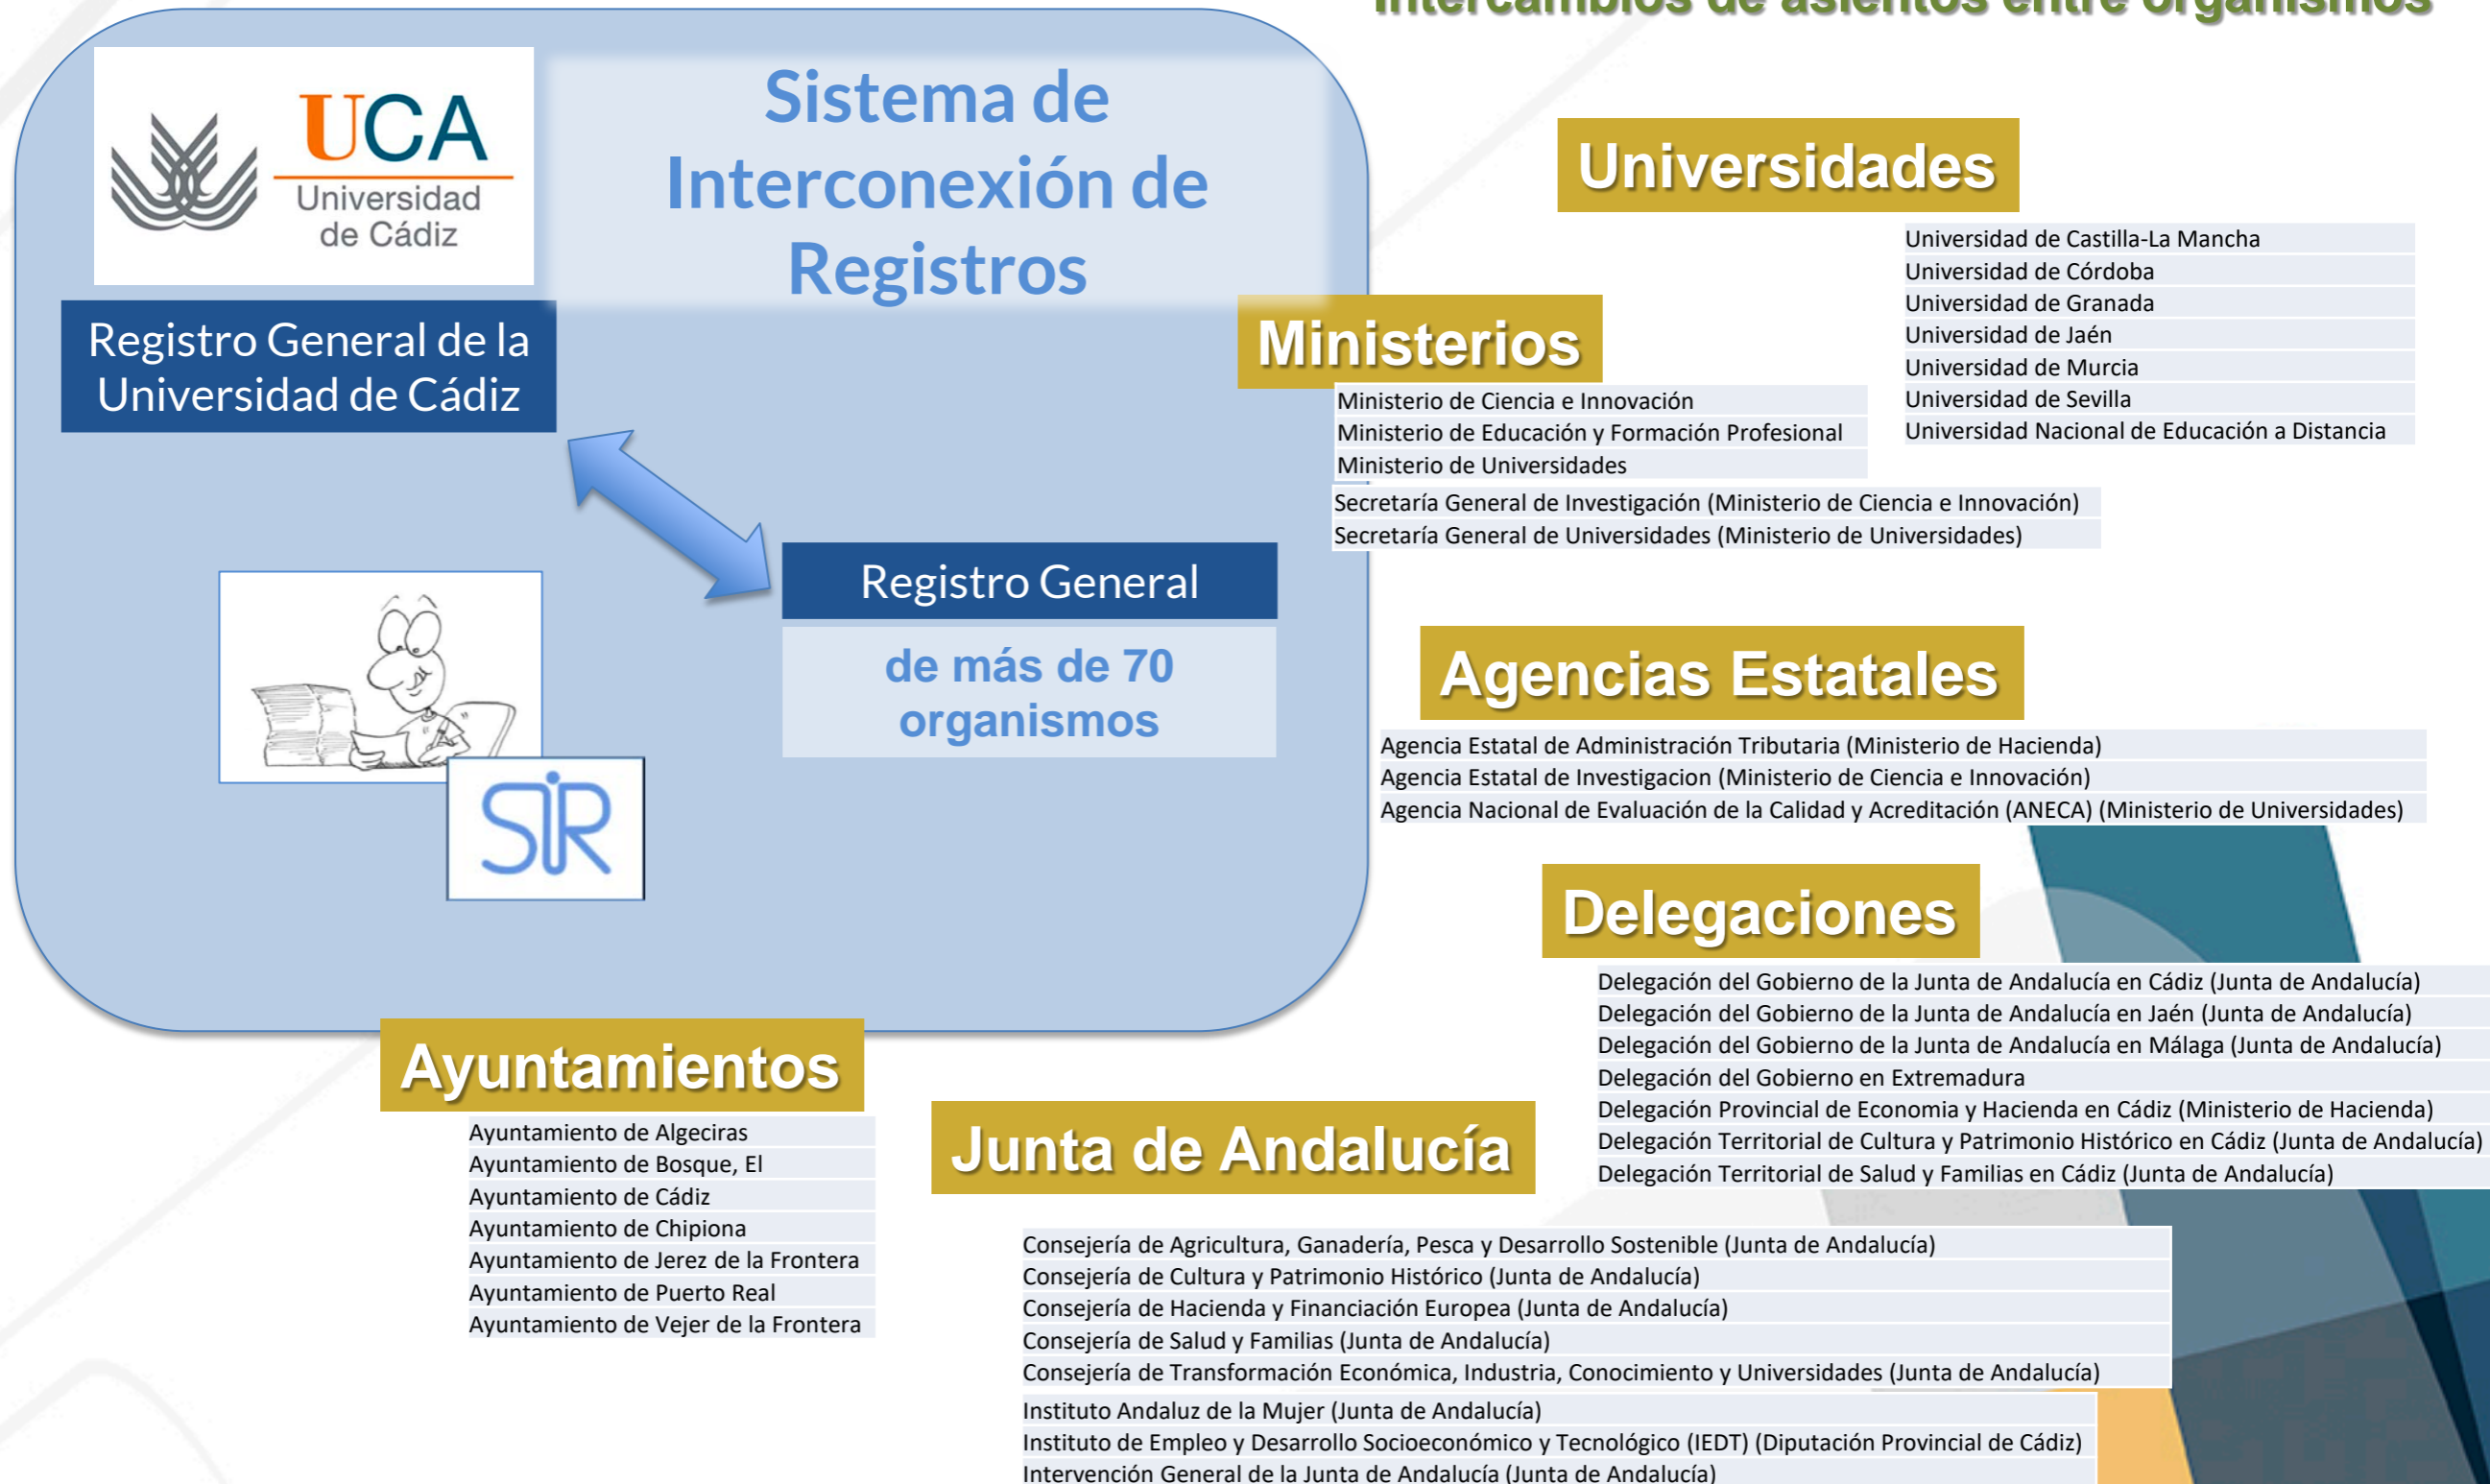 Intercambios de asientos entre organismos
UCA
Universidad
de Cádiz
Sistema de
Interconexión de
Registros
Registro General de la
Universidad de Cádiz
Registro General
de más de 70
organismos
SIR
Universidades
Universidad de Castilla-La Mancha
Universidad de Córdoba
Universidad de Granada
Universidad de Jaén
Universidad de Murcia
Universidad de Sevilla
Universidad Nacional de Educación a Distancia
Ministerios
Ministerio de Ciencia e Innovación
Ministerio de Educación y Formación Profesional
Ministerio de Universidades
Secretaría General de Investigación (Ministerio de Ciencia e Innovación)
Secretaría General de Universidades (Ministerio de Universidades)
Agencias Estatales
Agencia Estatal de Administración Tributaria (Ministerio de Hacienda)
Agencia Estatal de Investigacion (Ministerio de Ciencia e Innovación)
Agencia Nacional de Evaluación de la Calidad y Acreditación (ANECA) (Ministerio de Universidades)
Delegaciones
Delegación del Gobierno de la Junta de Andalucía en Cádiz (Junta de Andalucía)
Delegación del Gobierno de la Junta de Andalucía en Jaén (Junta de Andalucía)
Delegación del Gobierno de la Junta de Andalucía en Málaga (Junta de Andalucía)
Delegación del Gobierno en Extremadura
Delegación Provincial de Economia y Hacienda en Cádiz (Ministerio de Hacienda)
Delegación Territorial de Cultura y Patrimonio Histórico en Cádiz (Junta de Andalucía)
Delegación Territorial de Salud y Familias en Cádiz (Junta de Andalucía)
Ayuntamientos
Ayuntamiento de Algeciras
Ayuntamiento de Bosque, El
Ayuntamiento de Cádiz
Ayuntamiento de Chipiona
Ayuntamiento de Jerez de la Frontera
Ayuntamiento de Puerto Real
Ayuntamiento de Vejer de la Frontera
Junta de Andalucía
Consejería de Agricultura, Ganadería, Pesca y Desarrollo Sostenible (Junta de Andalucía)
Consejería de Cultura y Patrimonio Histórico (Junta de Andalucía)
Consejería de Hacienda y Financiación Europea (Junta de Andalucía)
Consejería de Salud y Familias (Junta de Andalucía)
Consejería de Transformación Económica, Industria, Conocimiento y Universidades (Junta de Andalucía)
Instituto Andaluz de la Mujer (Junta de Andalucía)
Instituto de Empleo y Desarrollo Socioeconómico y Tecnológico (IEDT) (Diputación Provincial de Cádiz)
Intervención General de la Junta de Andalucía (Junta de Andalucía)